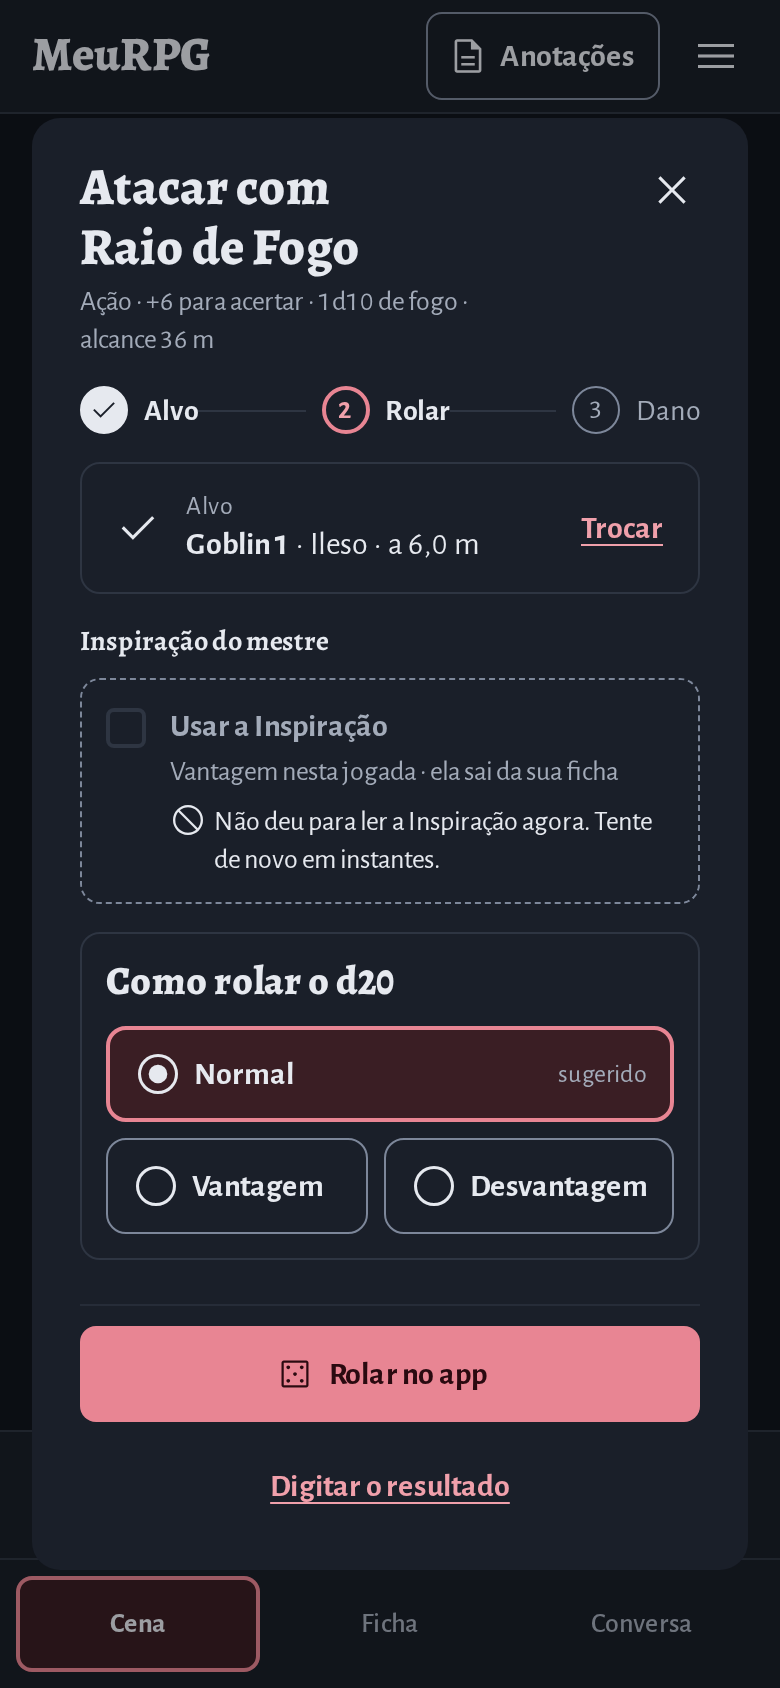 MeuRPG
Anotações
Atacar com
Raio de Fogo
Ação · +6 para acertar · 1d10 de fogo ·
alcance 36 m
Alvo
2 Rolar
3 Dano
Alvo
Goblin 1 · Ileso · a 6,0 m
Trocar
Inspiração do mestre
Usar a Inspiração
Vantagem nesta jogada · ela sai da sua ficha
Não deu para ler a Inspiração agora. Tente
de novo em instantes.
Como rolar o d20
Normal
sugerido
Vantagem
Desvantagem
Rolar no app
Digitar o resultado
Cena
Ficha
Conversa